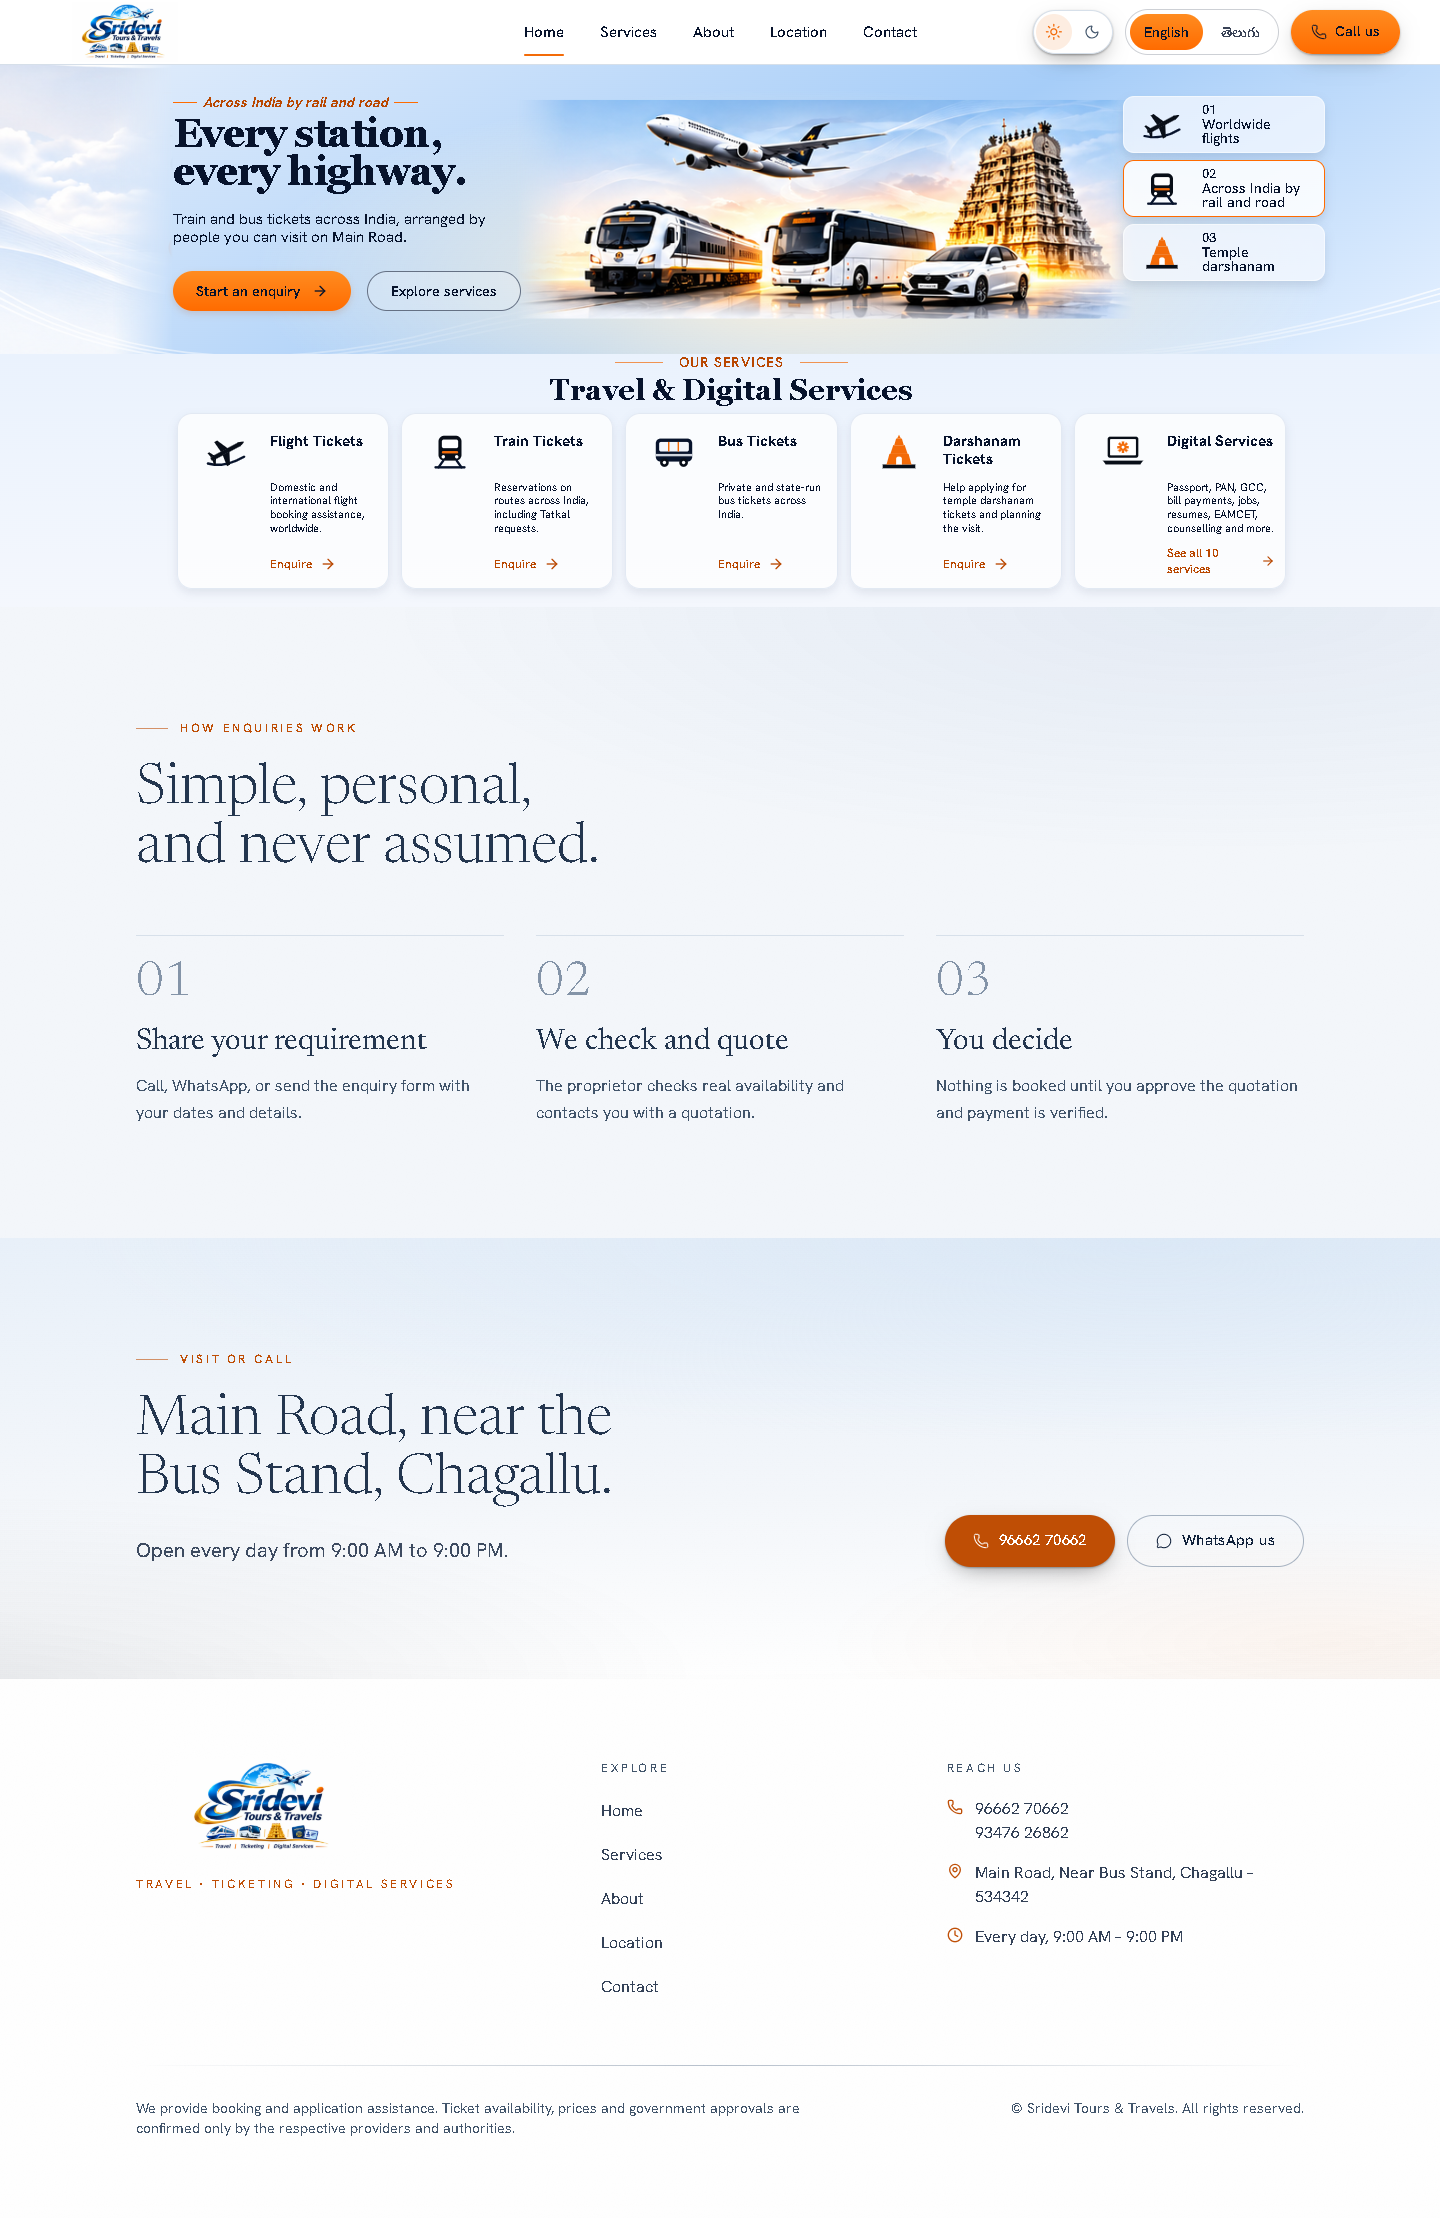 Sridevi
Tours & Travels
Travel | Ticketing | Digital Services
Home
Services
About
Location
Contact
English
తెలుగు
Call us
Across India by rail and road
Every station,
every highway.
Train and bus tickets across India, arranged by
people you can visit on Main Road.
Start an enquiry
Explore services
01
Worldwide
flights
02
Across India by
rail and road
03
Temple
darshanam
OUR SERVICES
Travel & Digital Services
Flight Tickets
Domestic and
international flight
booking assistance,
worldwide.
Enquire
Train Tickets
Reservations on
routes across India,
including Tatkal
requests.
Enquire
Bus Tickets
Private and state-run
bus tickets across
India.
Enquire
Darshanam
Tickets
Help applying for
temple darshanam
tickets and planning
the visit.
Enquire
Digital Services
Passport, PAN, GCC,
bill payments, jobs,
resumes, EAMCET,
counselling and more.
See all 10
services
HOW ENQUIRIES WORK
Simple, personal,
and never assumed.
01
Share your requirement
Call, WhatsApp, or send the enquiry form with
your dates and details.
02
We check and quote
The proprietor checks real availability and
contacts you with a quotation.
03
You decide
Nothing is booked until you approve the quotation
and payment is verified.
VISIT OR CALL
Main Road, near the
Bus Stand, Chagallu.
Open every day from 9:00 AM to 9:00 PM.
96662 70662
WhatsApp us
Sridevi
Tours & Travels
Travel | Ticketing | Digital Services
TRAVEL • TICKETING • DIGITAL SERVICES
EXPLORE
Home
Services
About
Location
Contact
REACH US
96662 70662
93476 26862
Main Road, Near Bus Stand, Chagallu –
534342
Every day, 9:00 AM – 9:00 PM
We provide booking and application assistance. Ticket availability, prices and government approvals are
confirmed only by the respective providers and authorities.
© Sridevi Tours & Travels. All rights reserved.